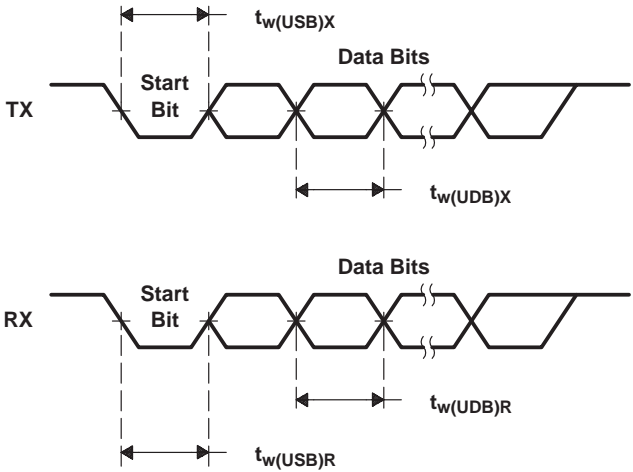 tw(USB)X
Data Bits
Start
Bit
TX
tw(UDB)X
Data Bits
Start
Bit
RX
tw(UDB)R
tw(USB)R